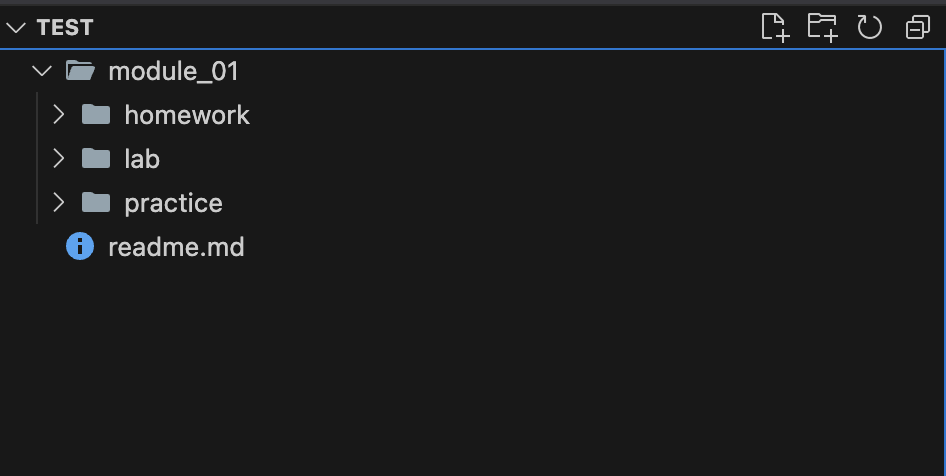 TEST
module_01
homework
lab
practice
readme.md